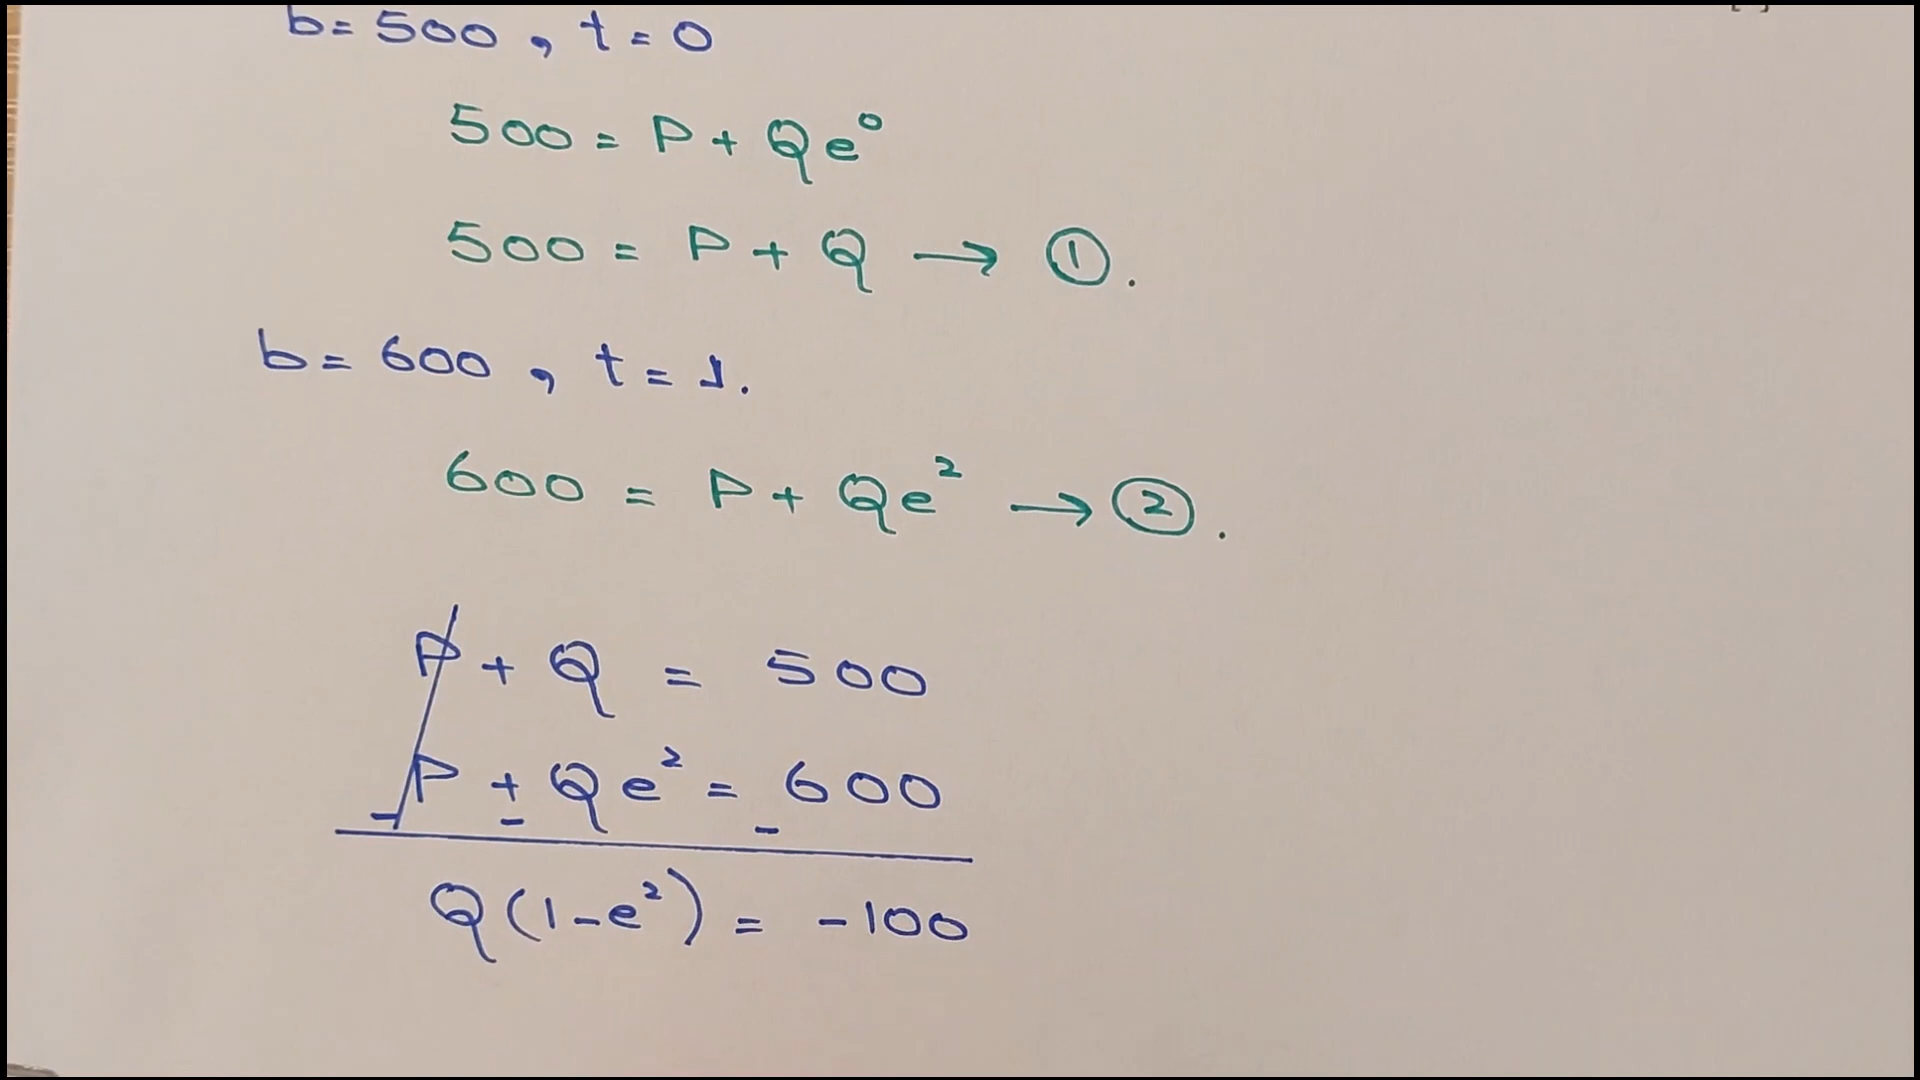 b = 500 , t = 0
500 = P + Qe⁰
500 = P + Q → ①.
b = 600 , t = 1.
600 = P + Qe² → ②.
P + Q = 500
P + Qe² = 600
- - -
Q(1-e²) = -100